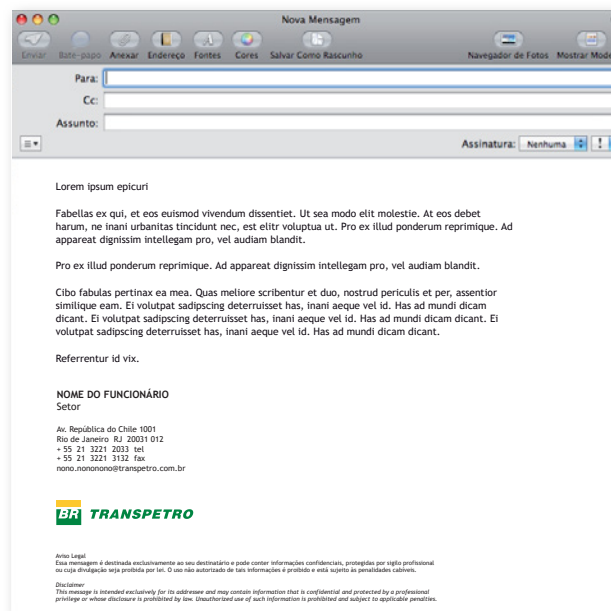 Nova Mensagem
Enviar Bate-papo Anexar Endereço Fontes Cores Salvar Como Rascunho Navegador de Fotos Mostrar Mode
Para:
Cc:
Assunto:
Assinatura: Nenhuma !
Lorem ipsum epicuri
Fabellas ex qui, et eos euismod vivendum dissentiet. Ut sea modo elit molestie. At eos debet
harum, ne inani urbanitas tincidunt nec, est elitr voluptua ut. Pro ex illud ponderum reprimique. Ad
appareat dignissim intellegam pro, vel audiam blandit.
Pro ex illud ponderum reprimique. Ad appareat dignissim intellegam pro, vel audiam blandit.
Cibo fabulas pertinax ea mea. Quas meliore scribentur et duo, nostrud periculis et per, assentior
similique eam. Ei volutpat sadipscing deterruisset has, inani aeque vel id. Has ad mundi dicam
dicant. Ei volutpat sadipscing deterruisset has, inani aeque vel id. Has ad mundi dicam dicant. Ei
volutpat sadipscing deterruisset has, inani aeque vel id. Has ad mundi dicam dicant.
Referrentur id vix.
NOME DO FUNCIONÁRIO
Setor
Av. República do Chile 1001
Rio de Janeiro RJ 20031 012
+ 55 21 3221 2033 tel
+ 55 21 3221 3132 fax
nono.nononono@transpetro.com.br
BR TRANSPETRO
Aviso Legal
Essa mensagem é destinada exclusivamente ao seu destinatário e pode conter informações confidenciais, protegidas por sigilo profissional
ou cuja divulgação seja proibida por lei. O uso não autorizado de tais informações é proibido e está sujeito às penalidades cabíveis.
Disclaimer
This message is intended exclusively for its addressee and may contain information that is confidential and protected by a professional
privilege or whose disclosure is prohibited by law. Unauthorized use of such information is prohibited and subject to applicable penalties.